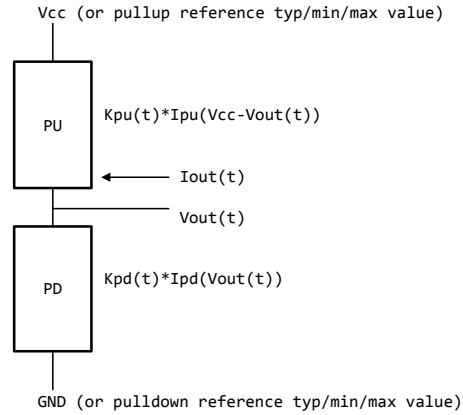 Vcc (or pullup reference typ/min/max value)
PU
Kpu(t)*Ipu(Vcc-Vout(t))
Iout(t)
Vout(t)
PD
Kpd(t)*Ipd(Vout(t))
GND (or pulldown reference typ/min/max value)